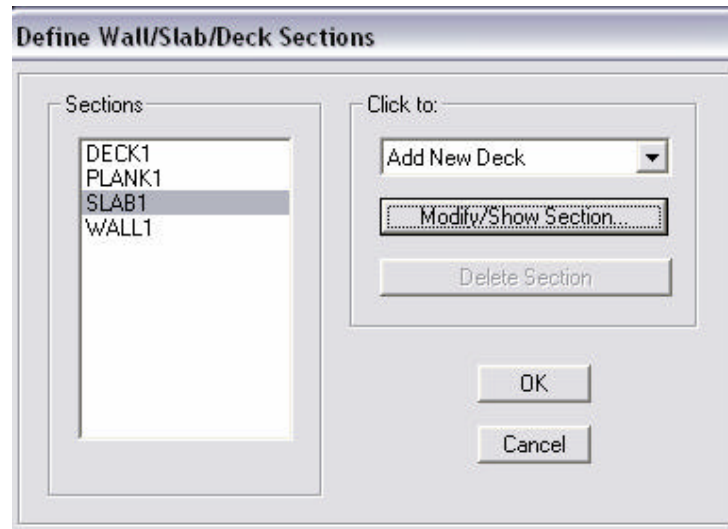 Define Wall/Slab/Deck Sections
Sections
DECK1
PLANK1
SLAB1
WALL1
Click to:
Add New Deck
Modify/Show Section...
Delete Section
OK
Cancel